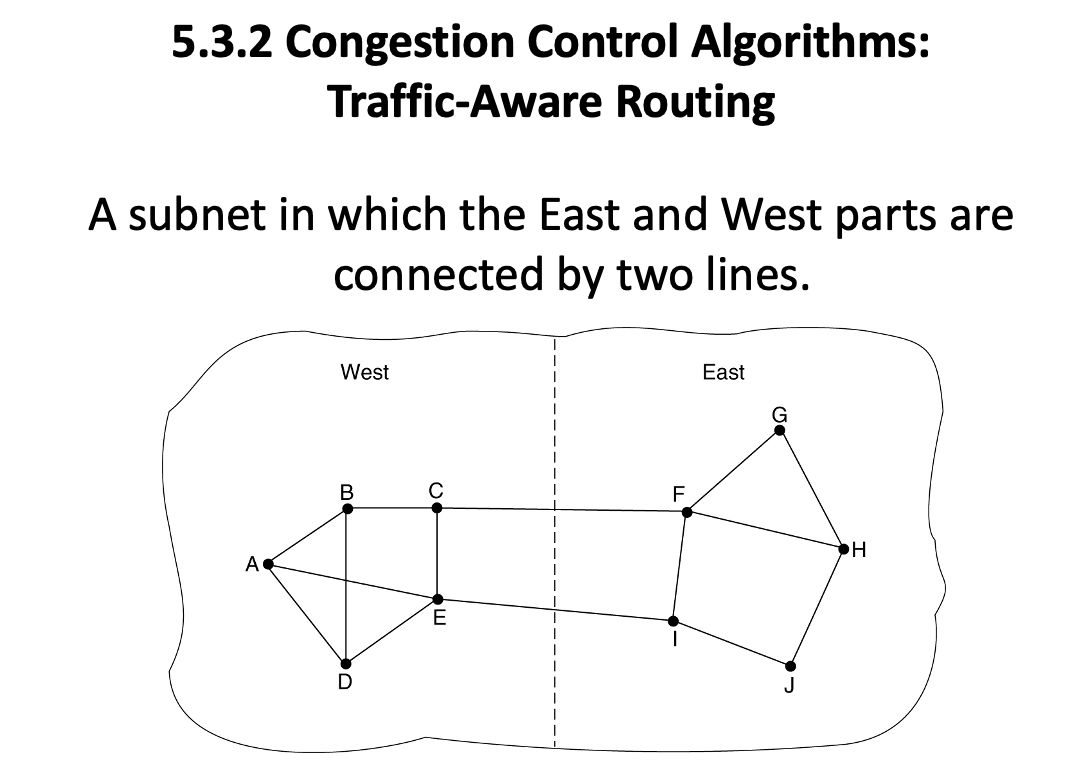 5.3.2 Congestion Control Algorithms:
Traffic-Aware Routing
A subnet in which the East and West parts are
connected by two lines.
West
East
G
B
C
F
A
H
E
I
D
J